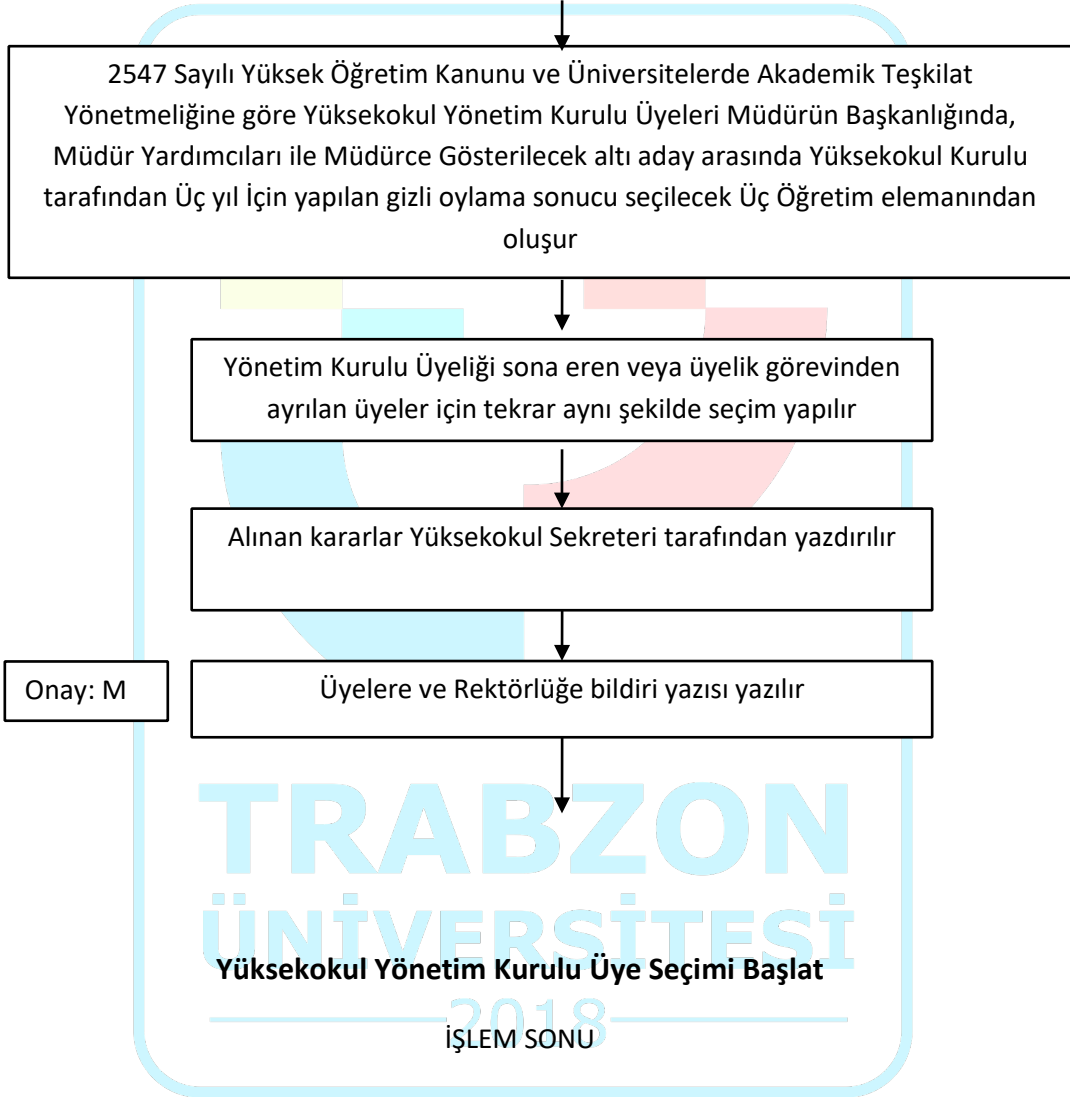 2547 Sayılı Yüksek Öğretim Kanunu ve Üniversitelerde Akademik Teşkilat
Yönetmeliğine göre Yüksekokul Yönetim Kurulu Üyeleri Müdürün Başkanlığında,
Müdür Yardımcıları ile Müdürce Gösterilecek altı aday arasında Yüksekokul Kurulu
tarafından Üç yıl İçin yapılan gizli oylama sonucu seçilecek Üç Öğretim elemanından
oluşur
Yönetim Kurulu Üyeliği sona eren veya üyelik görevinden
ayrılan üyeler için tekrar aynı şekilde seçim yapılır
Alınan kararlar Yüksekokul Sekreteri tarafından yazdırılır
Onay: M
Üyelere ve Rektörlüğe bildiri yazısı yazılır
TRABZON
ÜNİVERSİTESİ
Yüksekokul Yönetim Kurulu Üye Seçimi Başlat
2018
İŞLEM SONU